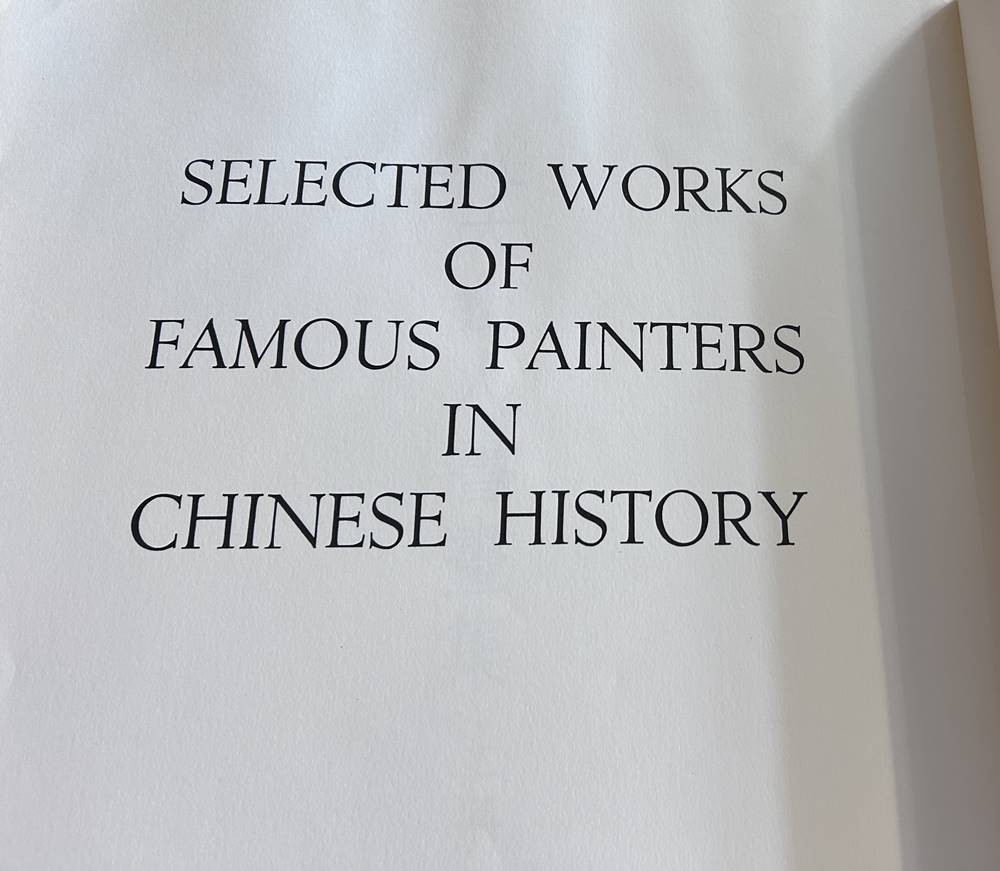 SELECTED WORKS
OF
FAMOUS PAINTERS
IN
CHINESE HISTORY